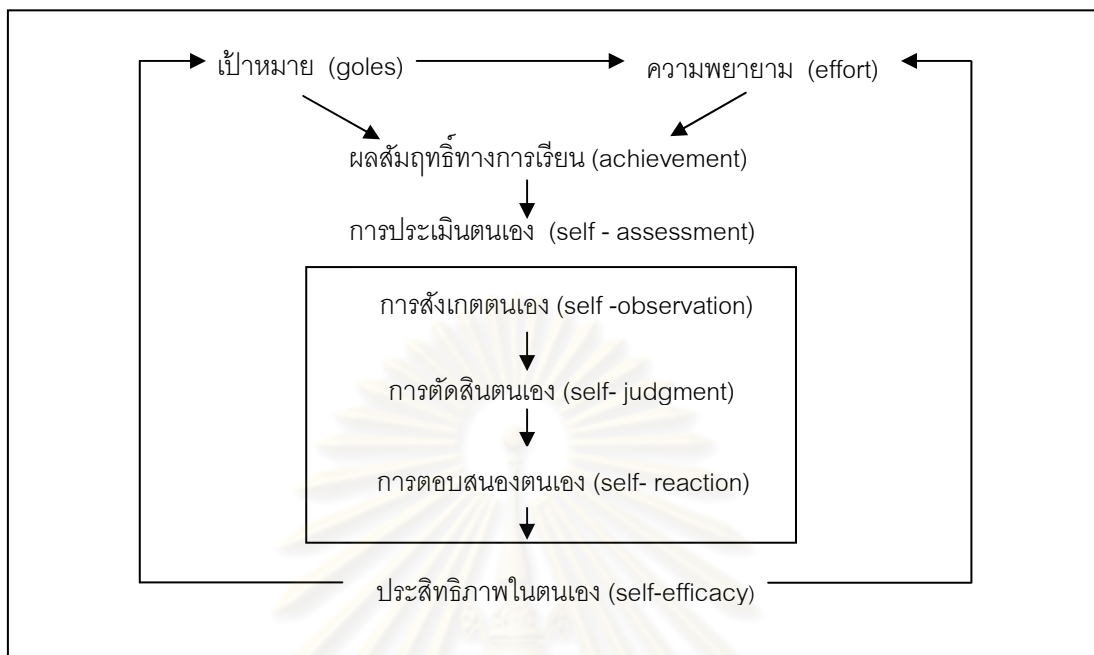 เป้าหมาย (goles) ความพยายาม (effort)
ผลสัมฤทธิ์ทางการเรียน (achievement)
การประเมินตนเอง (self - assessment)
การสังเกตตนเอง (self -observation)
การตัดสินตนเอง (self- judgment)
การตอบสนองตนเอง (self- reaction)
ประสิทธิภาพในตนเอง (self-efficacy)